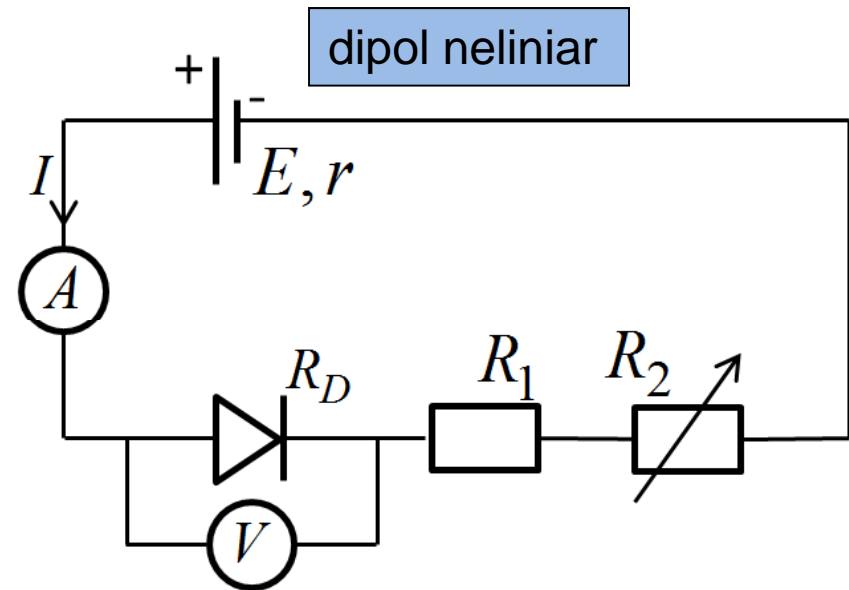 dipol neliniar
+ -
E, r
I
A
R_D
R_1
R_2
V